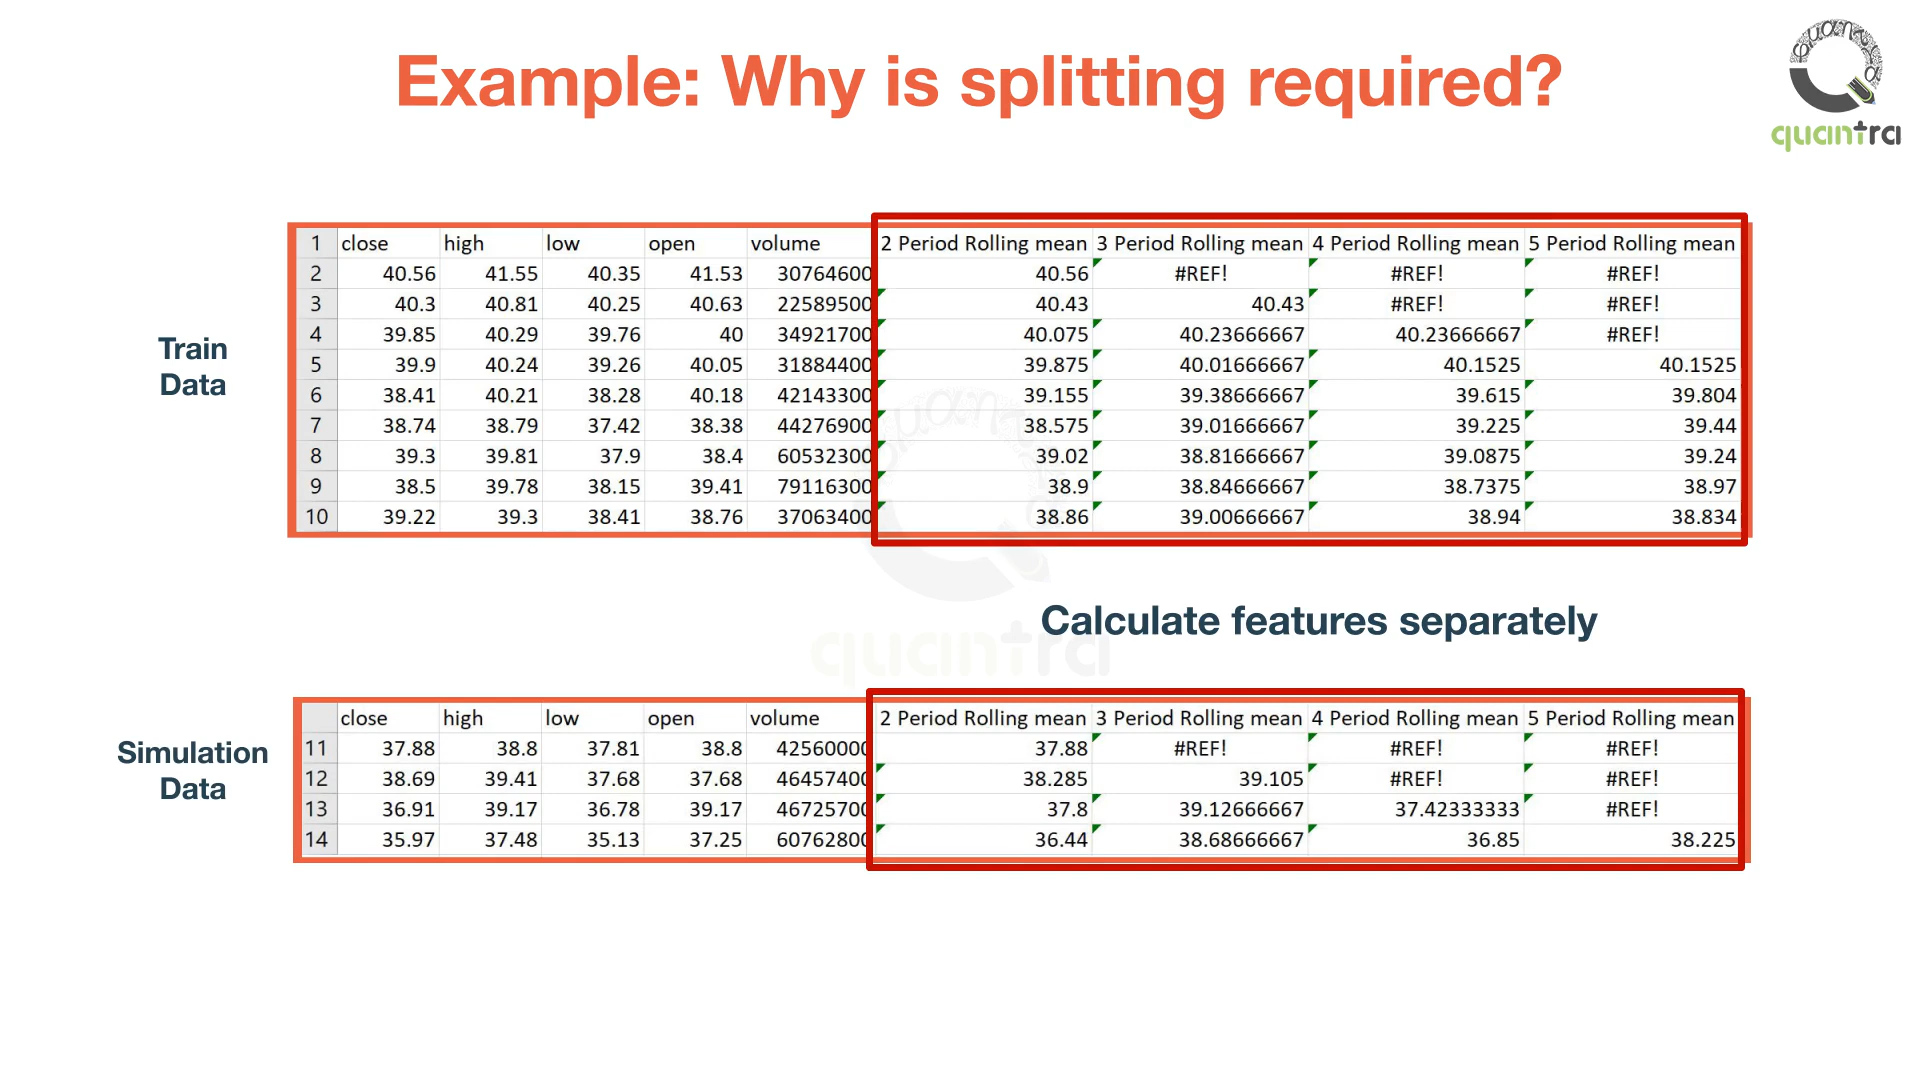 Example: Why is splitting required?
quantra
1 close high low open volume 2 Period Rolling mean 3 Period Rolling mean 4 Period Rolling mean 5 Period Rolling mean
2 40.56 41.55 40.35 41.53 30764600 40.56 #REF! #REF! #REF!
3 40.3 40.81 40.25 40.63 22589500 40.43 40.43 #REF! #REF!
4 39.85 40.29 39.76 40 34921700 40.075 40.23666667 40.23666667 #REF!
5 39.9 40.24 39.26 40.05 31884400 39.875 40.01666667 40.1525 40.1525
6 38.41 40.21 38.28 40.18 42143300 39.155 39.38666667 39.615 39.804
7 38.74 38.79 37.42 38.38 44276900 38.575 39.01666667 39.225 39.44
8 39.3 39.81 37.9 38.4 60532300 39.02 38.81666667 39.0875 39.24
9 38.5 39.78 38.15 39.41 79116300 38.9 38.84666667 38.7375 38.97
10 39.22 39.3 38.41 38.76 37063400 38.86 39.00666667 38.94 38.834
Train
Data
Calculate features separately
quantra
close high low open volume 2 Period Rolling mean 3 Period Rolling mean 4 Period Rolling mean 5 Period Rolling mean
11 37.88 38.8 37.81 38.8 42560000 37.88 #REF! #REF! #REF!
12 38.69 39.41 37.68 37.68 46457400 38.285 39.105 #REF! #REF!
13 36.91 39.17 36.78 39.17 46725700 37.8 39.12666667 37.42333333 #REF!
14 35.97 37.48 35.13 37.25 60762800 36.44 38.68666667 36.85 38.225
Simulation
Data